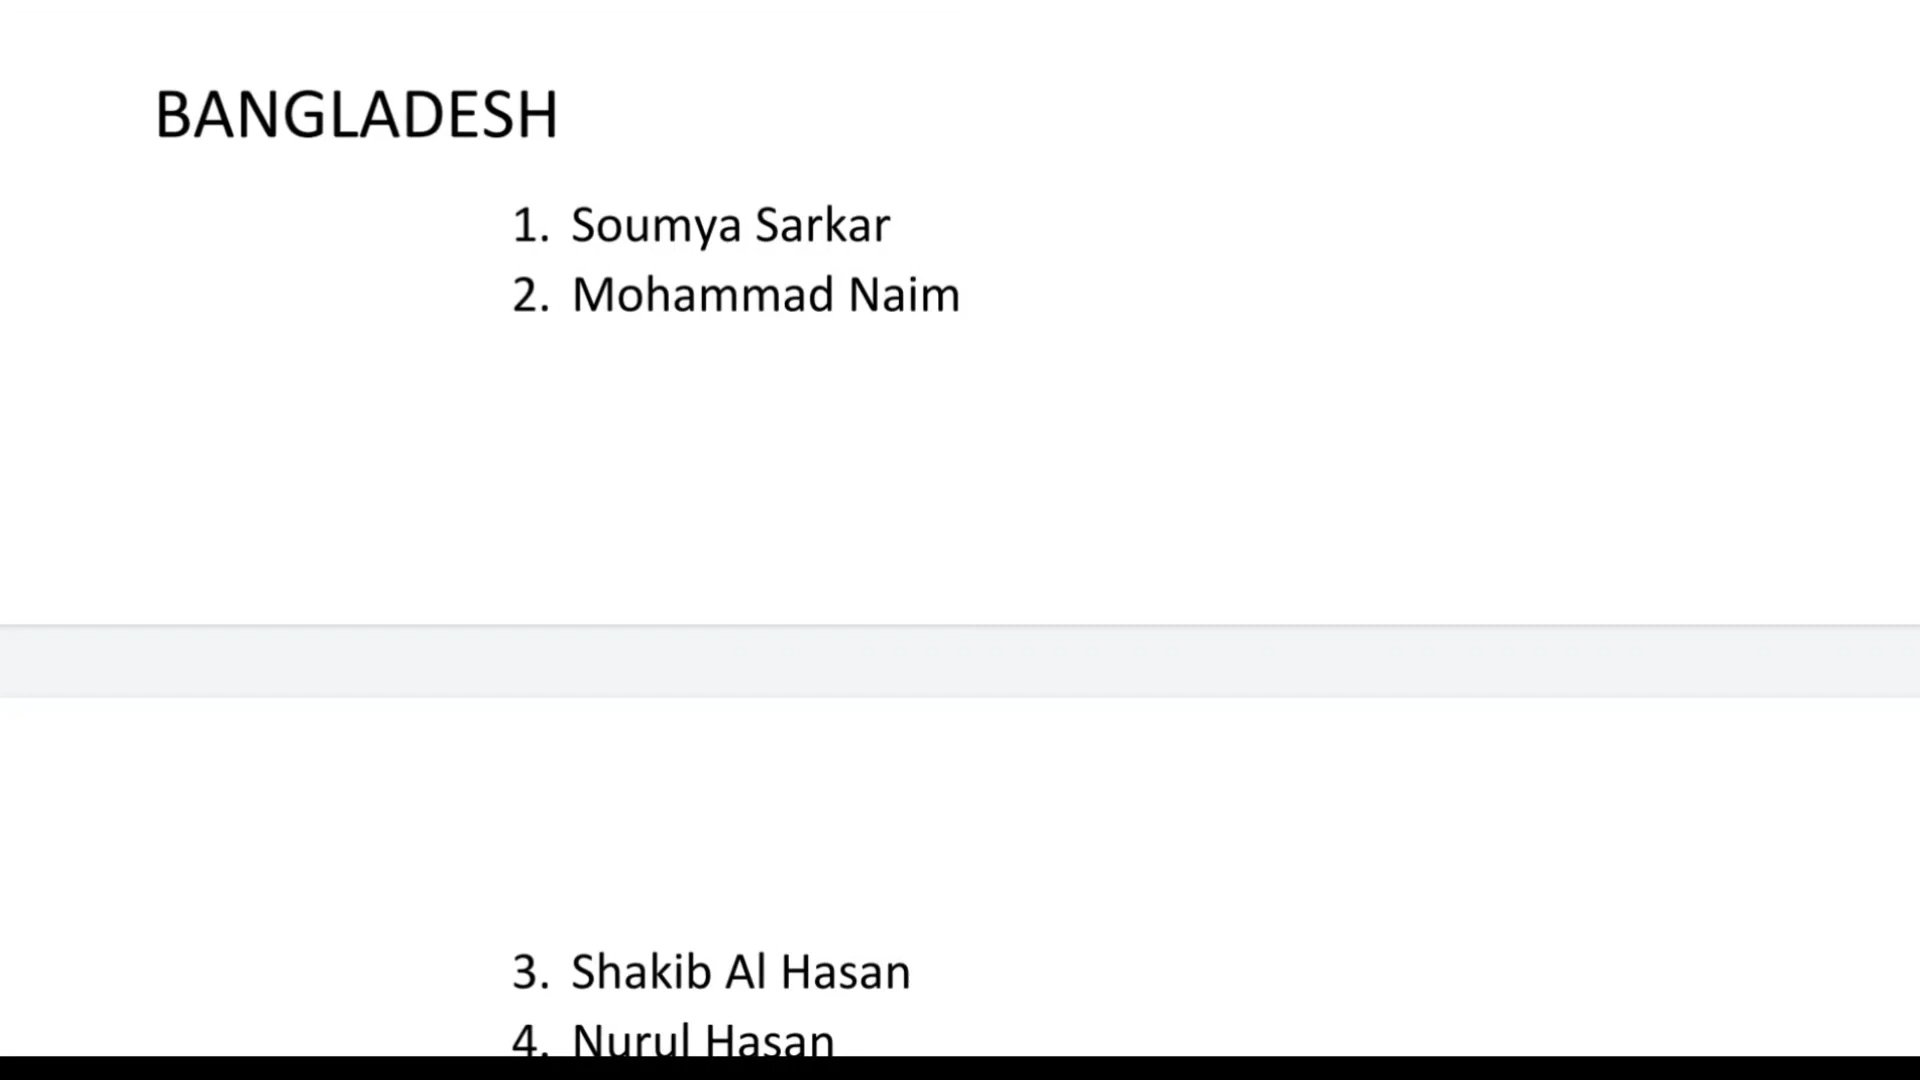 BANGLADESH
1. Soumya Sarkar
2. Mohammad Naim
3. Shakib Al Hasan
4. Nurul Hasan